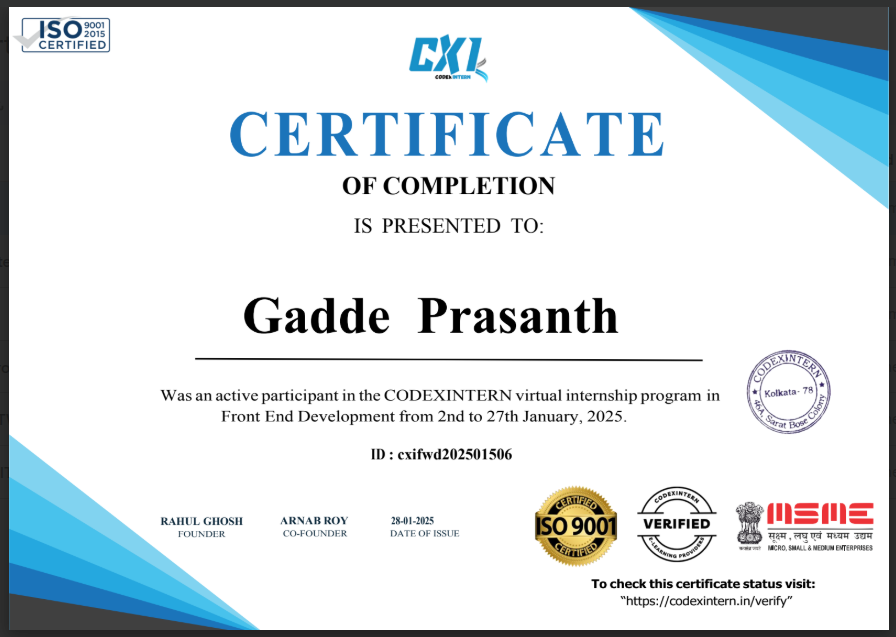 ISO 9001
2015
CERTIFIED
CXI
CODEXINTERN
CERTIFICATE
OF COMPLETION
IS PRESENTED TO:
Gadde Prasanth
Was an active participant in the CODEXINTERN virtual internship program in
Front End Development from 2nd to 27th January, 2025.
CODEXINTERN
Kolkata- 78
46A, Sarat Bose Colony
ID : cxifwd202501506
RAHUL GHOSH
FOUNDER
ARNAB ROY
CO-FOUNDER
28-01-2025
DATE OF ISSUE
CERTIFIED
ISO 9001
CERTIFIED
CODEXINTERN
VERIFIED
E-LEARNING PROVIDERS
MSME
सूक्ष्म, लघु एवं मध्यम उद्यम
MICRO, SMALL & MEDIUM ENTERPRISES
To check this certificate status visit:
“https://codexintern.in/verify”